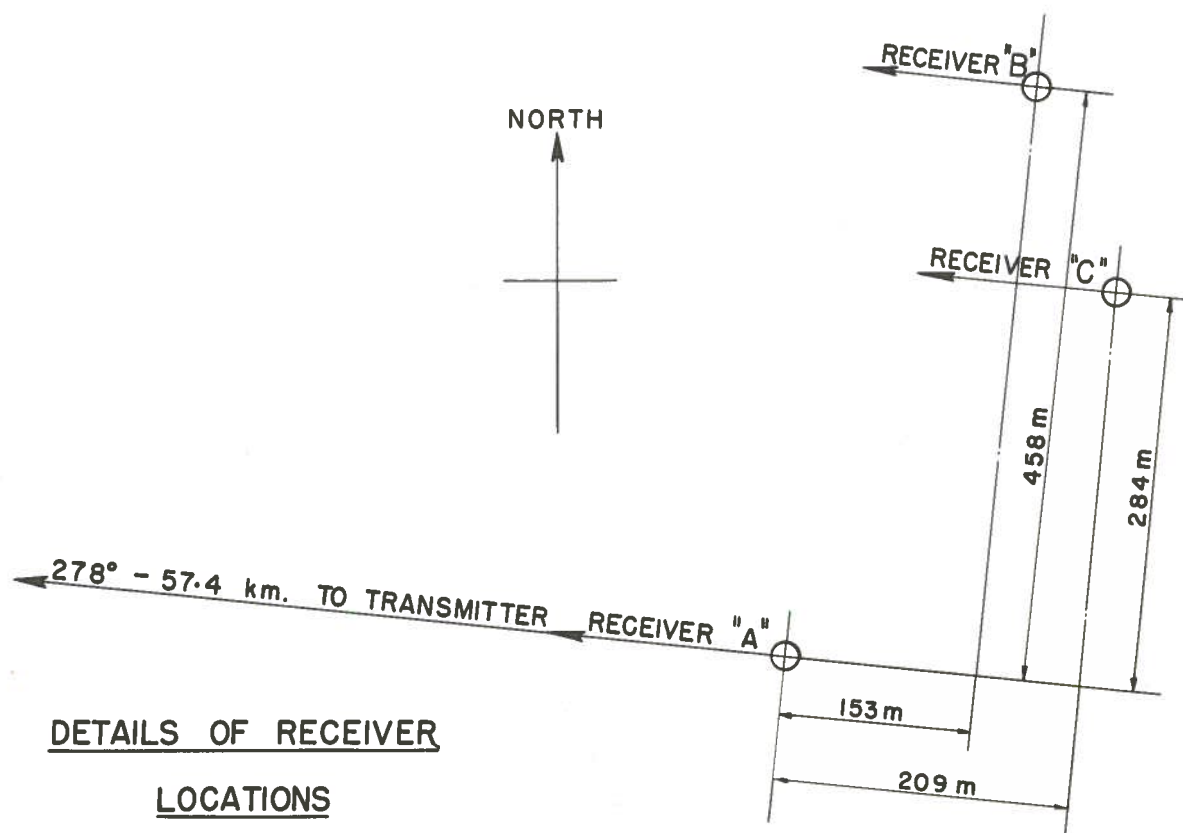 RECEIVER "B"
NORTH
RECEIVER "C"
458 m
284 m
278° - 57·4 km. TO TRANSMITTER
RECEIVER "A"
153 m
209 m
DETAILS OF RECEIVER
LOCATIONS